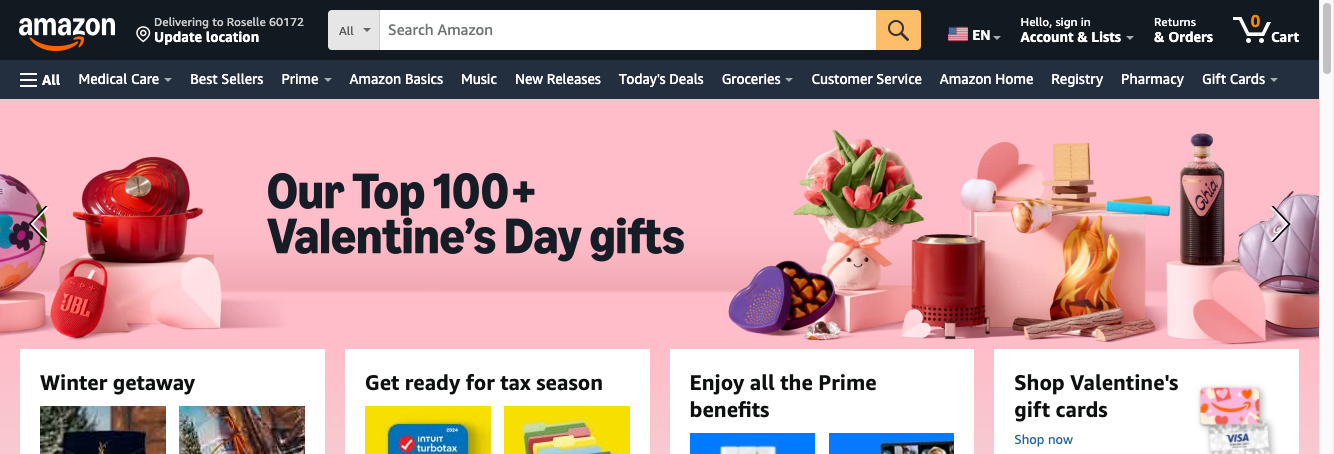 amazon
Delivering to Roselle 60172
Update location
All
Search Amazon
EN
Hello, sign in
Account & Lists
Returns
& Orders
0
Cart
All
Medical Care
Best Sellers
Prime
Amazon Basics
Music
New Releases
Today's Deals
Groceries
Customer Service
Amazon Home
Registry
Pharmacy
Gift Cards
Our Top 100+
Valentine’s Day gifts
JBL
Ghia
Winter getaway
Get ready for tax season
2024
INTUIT
turbotax
Enjoy all the Prime
benefits
Shop Valentine's
gift cards
Shop now
VISA